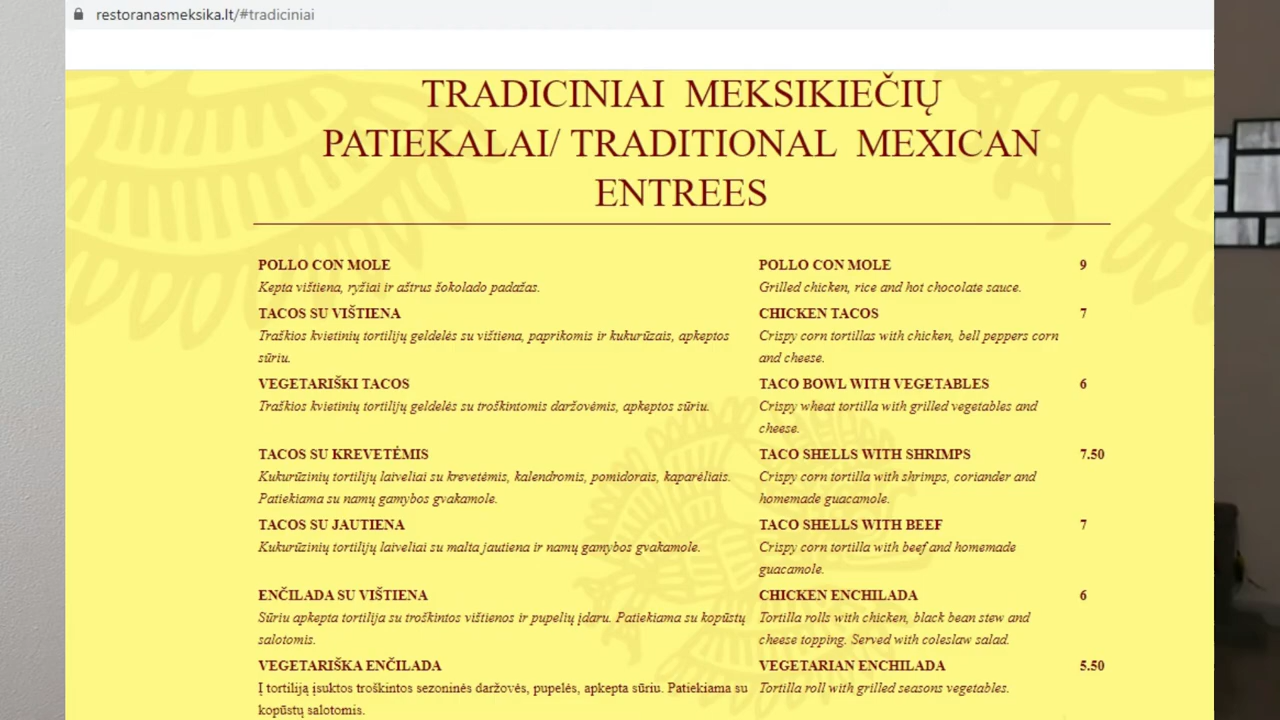 restoranasmeksika.lt/#tradiciniai
TRADICINIAI MEKSIKIEČIŲ
PATIEKALAI/ TRADITIONAL MEXICAN
ENTREES
POLLO CON MOLE
Kepta vištiena, ryžiai ir aštrus šokolado padažas.
TACOS SU VIŠTIENA
Traškios kvietinių tortilijų geldelės su vištiena, paprikomis ir kukurūzais, apkeptos
sūriu.
VEGETARIŠKI TACOS
Traškios kvietinių tortilijų geldelės su troškintomis daržovėmis, apkeptos sūriu.
TACOS SU KREVETĖMIS
Kukurūzinių tortilijų laiveliai su krevetėmis, kalendromis, pomidorais, kaparėliais.
Patiekiama su namų gamybos gvakamole.
TACOS SU JAUTIENA
Kukurūzinių tortilijų laiveliai su malta jautiena ir namų gamybos gvakamole.
ENČILADA SU VIŠTIENA
Sūriu apkepta tortilija su troškintos vištienos ir pupelių įdaru. Patiekiama su kopūstų
salotomis.
VEGETARIŠKA ENČILADA
Į tortiliją įsuktos troškintos sezoninės daržovės, pupelės, apkepta sūriu. Patiekiama su
kopūstų salotomis.
POLLO CON MOLE 9
Grilled chicken, rice and hot chocolate sauce.
CHICKEN TACOS 7
Crispy corn tortillas with chicken, bell peppers corn
and cheese.
TACO BOWL WITH VEGETABLES 6
Crispy wheat tortilla with grilled vegetables and
cheese.
TACO SHELLS WITH SHRIMPS 7.50
Crispy corn tortilla with shrimps, coriander and
homemade guacamole.
TACO SHELLS WITH BEEF 7
Crispy corn tortilla with beef and homemade
guacamole.
CHICKEN ENCHILADA 6
Tortilla rolls with chicken, black bean stew and
cheese topping. Served with coleslaw salad.
VEGETARIAN ENCHILADA 5.50
Tortilla roll with grilled seasons vegetables.